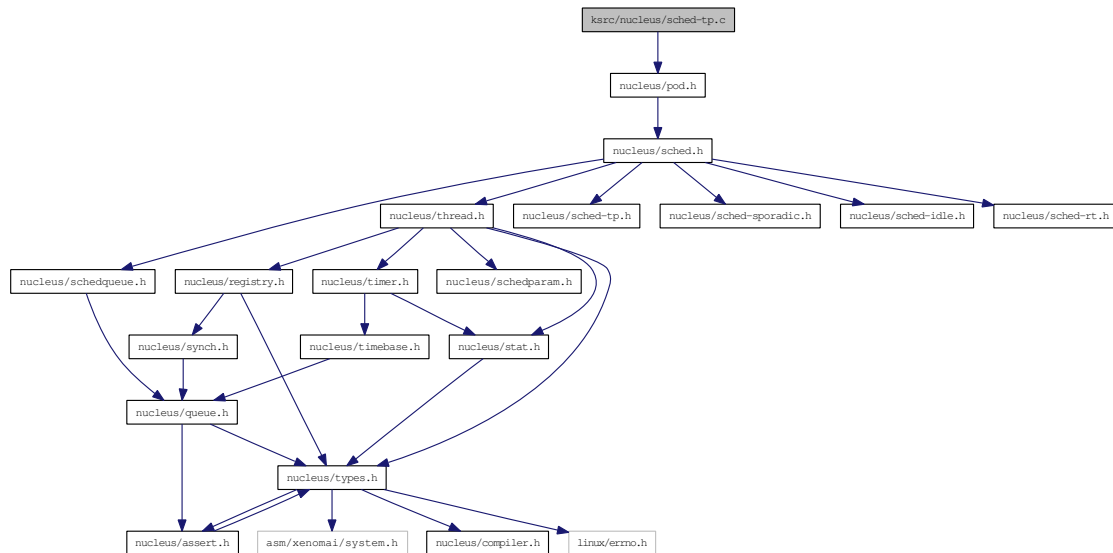 ksrc/nucleus/sched-tp.c
nucleus/pod.h
nucleus/sched.h
nucleus/thread.h
nucleus/sched-tp.h
nucleus/sched-sporadic.h
nucleus/sched-idle.h
nucleus/sched-rt.h
nucleus/schedqueue.h
nucleus/registry.h
nucleus/timer.h
nucleus/schedparam.h
nucleus/synch.h
nucleus/timebase.h
nucleus/stat.h
nucleus/queue.h
nucleus/types.h
nucleus/assert.h
asm/xenomai/system.h
nucleus/compiler.h
linux/errno.h